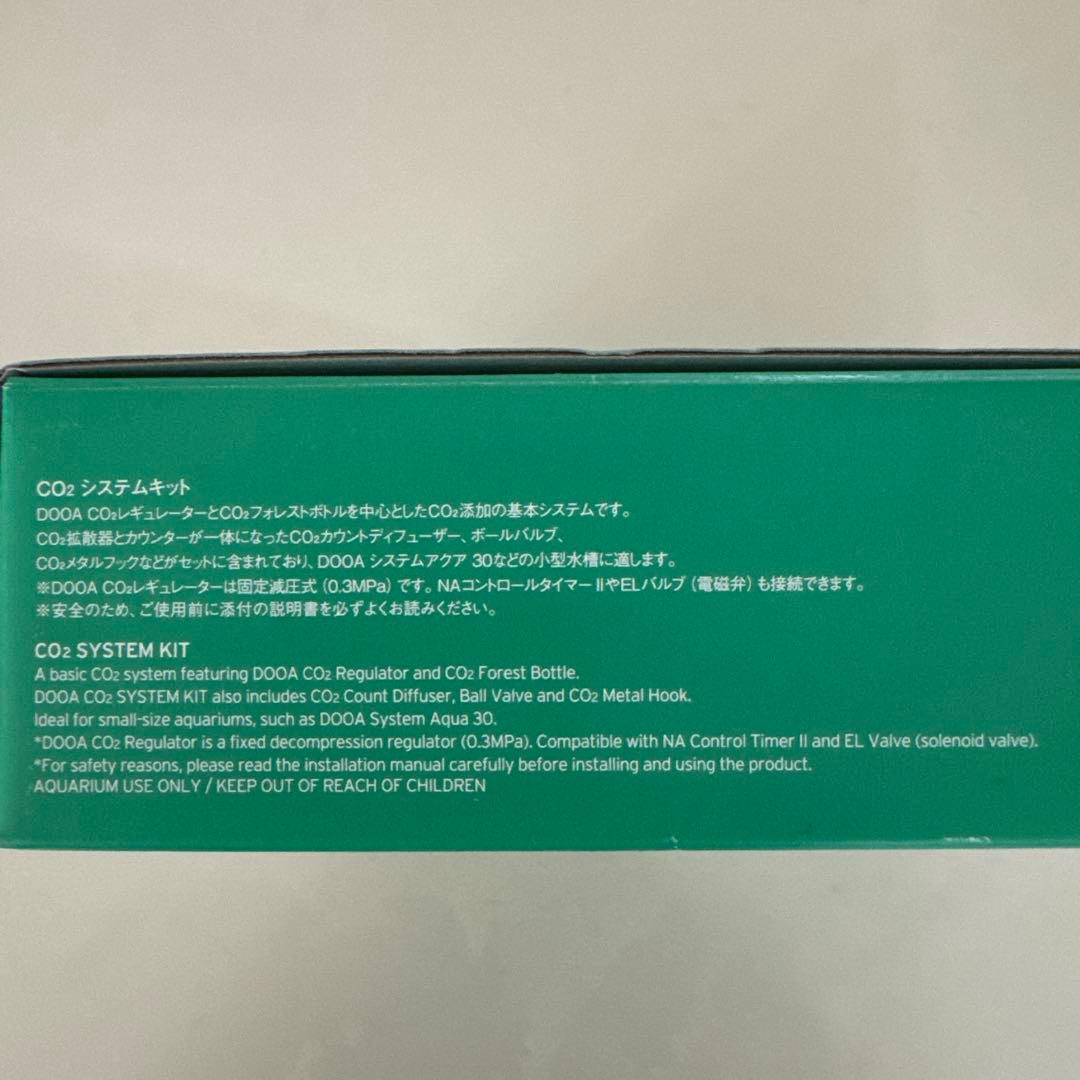 CO₂ システムキット
DOOA CO₂レギュレーターとCO₂フォレストボトルを中心としたCO₂添加の基本システムです。
CO₂拡散器とカウンターが一体になったCO₂カウントディフューザー、ボールバルブ、
CO₂メタルフックなどがセットに含まれており、DOOA システムアクア 30などの小型水槽に適します。
※DOOA CO₂レギュレーターは固定減圧式（0.3MPa）です。NAコントロールタイマーⅡやELバルブ（電磁弁）も接続できます。
※安全のため、ご使用前に添付の説明書を必ずよくお読みください。
CO₂ SYSTEM KIT
A basic CO₂ system featuring DOOA CO₂ Regulator and CO₂ Forest Bottle.
DOOA CO₂ SYSTEM KIT also includes CO₂ Count Diffuser, Ball Valve and CO₂ Metal Hook.
Ideal for small-size aquariums, such as DOOA System Aqua 30.
*DOOA CO₂ Regulator is a fixed decompression regulator (0.3MPa). Compatible with NA Control Timer Ⅱ and EL Valve (solenoid valve).
*For safety reasons, please read the installation manual carefully before installing and using the product.
AQUARIUM USE ONLY / KEEP OUT OF REACH OF CHILDREN